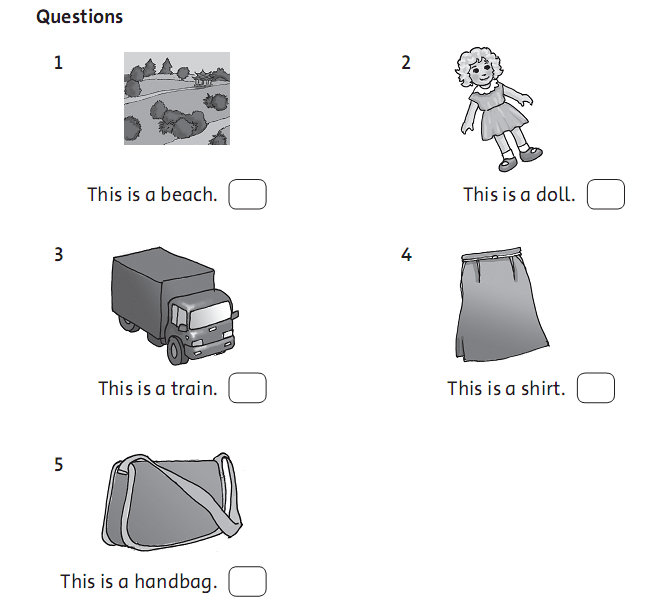 Questions
1
2
This is a beach.
This is a doll.
3
4
This is a train.
This is a shirt.
5
This is a handbag.